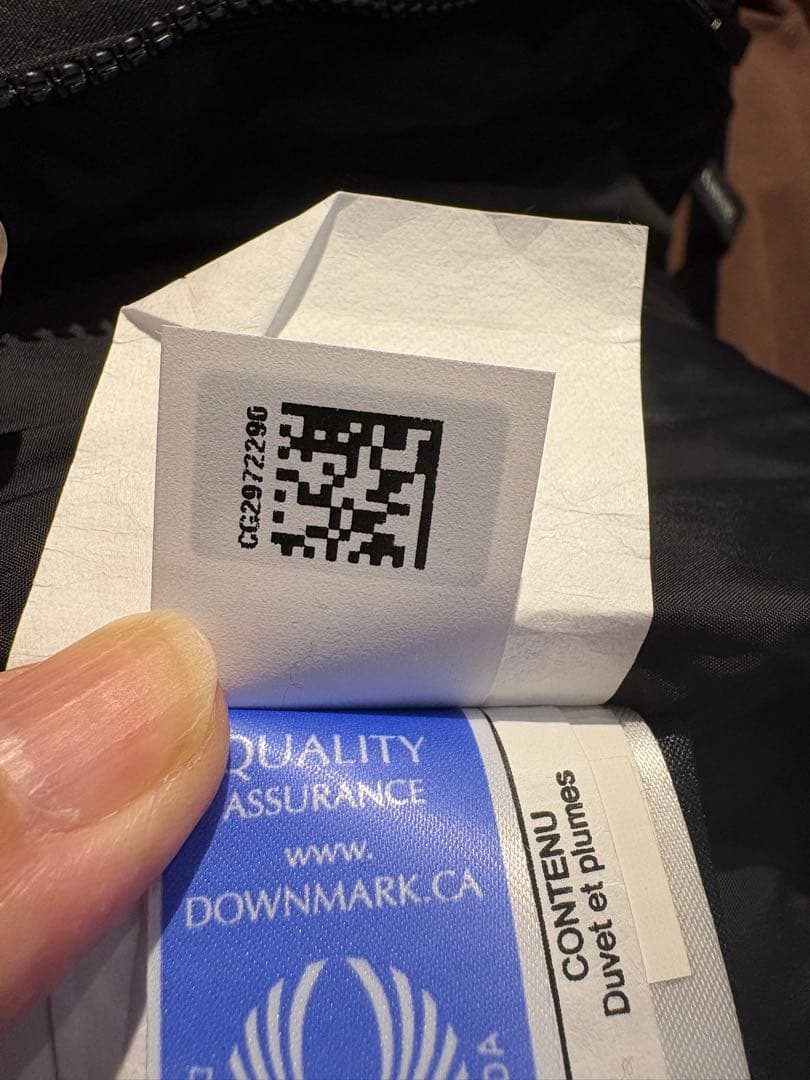 CG2972290
QUALITY
ASSURANCE
www.
DOWNMARK.CA
CONTENU
Duvet et plumes